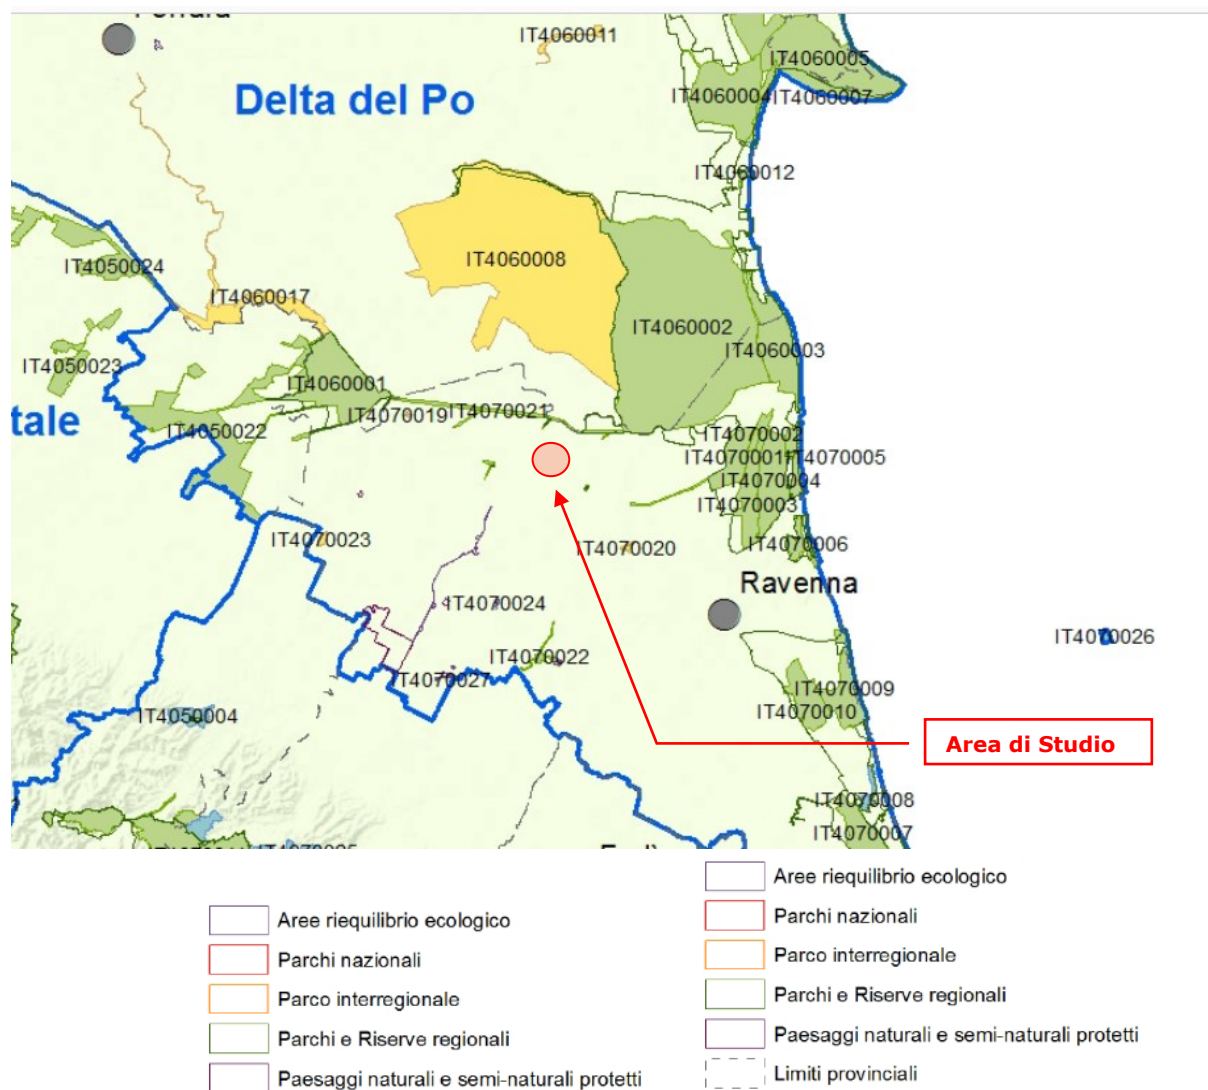 IT4060011
IT4060005
Delta del Po
IT4060004
IT4060007
IT4060012
IT4060008
IT4050024
IT4060017
IT4060002
IT4060003
IT4050023
IT4060001
IT4070019
IT4070021
tale
IT4050022
IT4070002
IT4070001
IT4070005
IT4070004
IT4070003
IT4070023
IT4070020
IT4070006
Ravenna
IT4070024
IT4070026
IT4070022
IT4070027
IT4070009
IT4050004
IT4070010
Area di Studio
IT4070008
IT4070007
Aree riequilibrio ecologico
Parchi nazionali
Parco interregionale
Parchi e Riserve regionali
Paesaggi naturali e semi-naturali protetti
Aree riequilibrio ecologico
Parchi nazionali
Parco interregionale
Parchi e Riserve regionali
Paesaggi naturali e semi-naturali protetti
Limiti provinciali